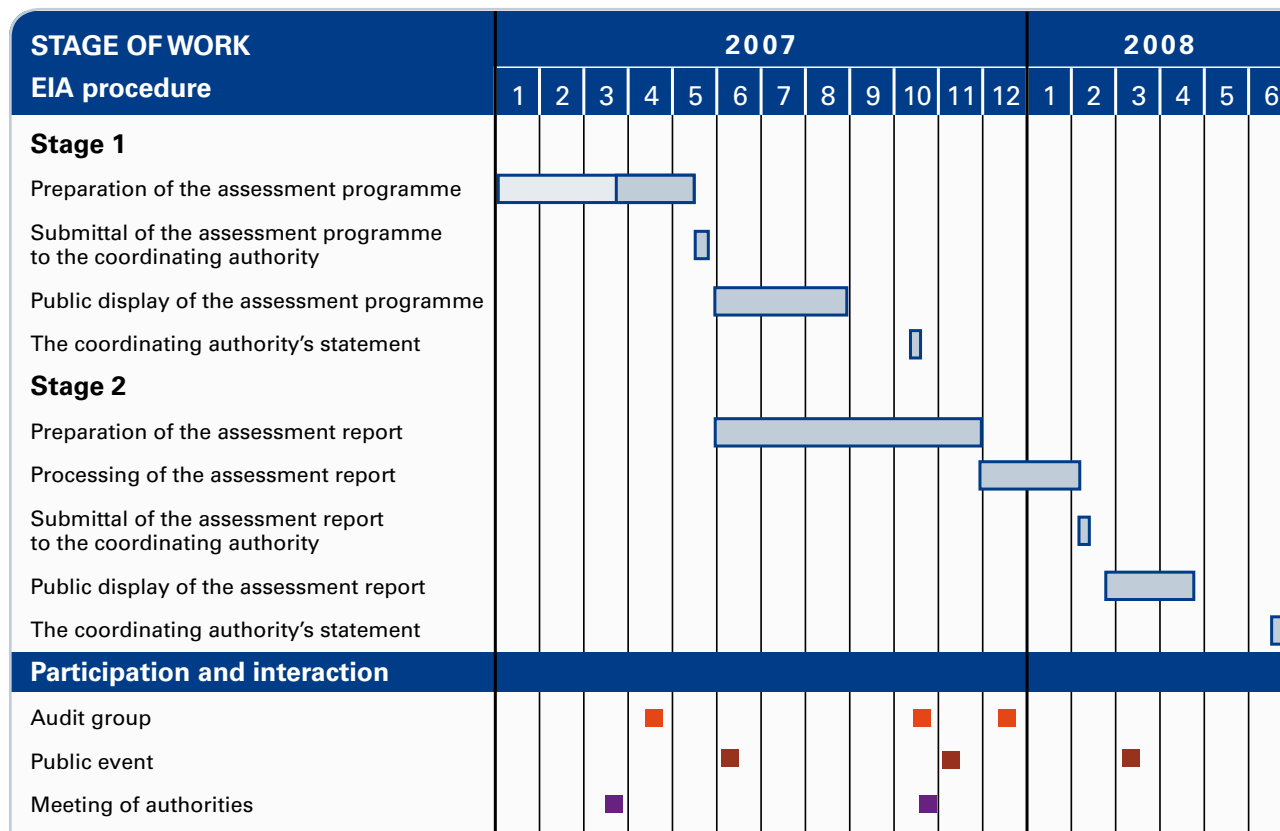 STAGE OF WORK
2007
2008
EIA procedure
1 2 3 4 5 6 7 8 9 10 11 12 1 2 3 4 5 6
Stage 1
Preparation of the assessment programme
Submittal of the assessment programme
to the coordinating authority
Public display of the assessment programme
The coordinating authority’s statement
Stage 2
Preparation of the assessment report
Processing of the assessment report
Submittal of the assessment report
to the coordinating authority
Public display of the assessment report
The coordinating authority’s statement
Participation and interaction
Audit group
Public event
Meeting of authorities